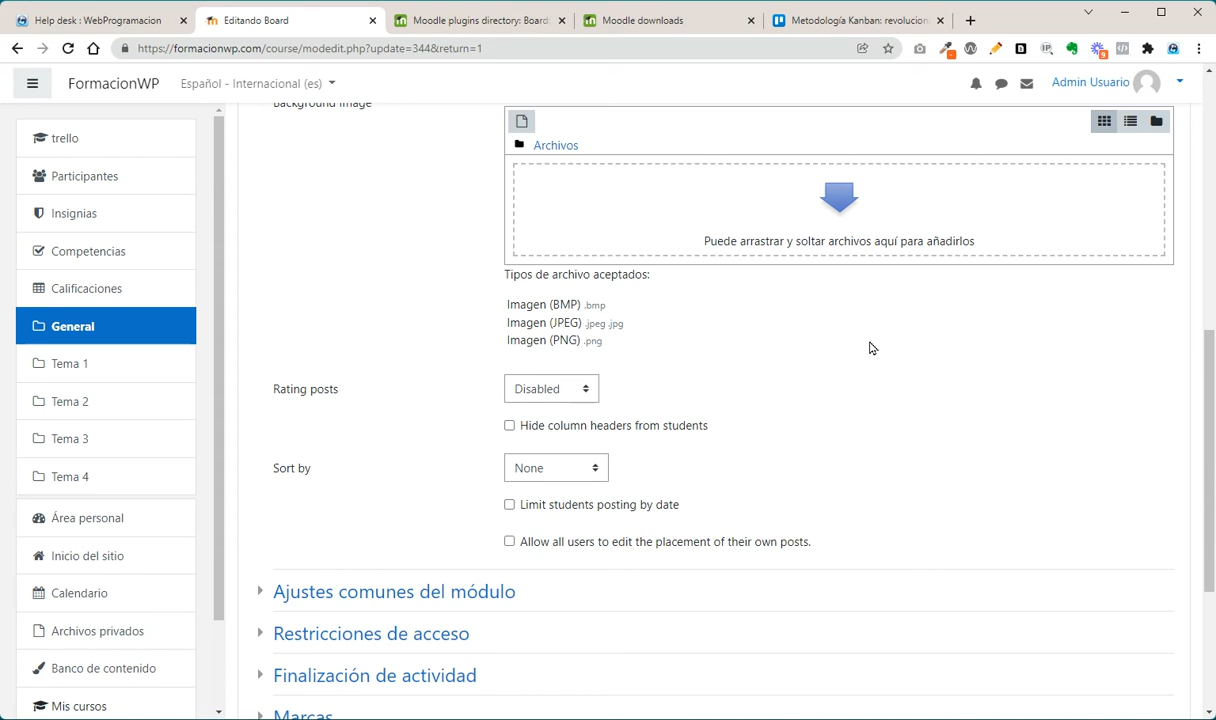 Help desk : WebProgramacion
Editando Board
Moodle plugins directory: Board
Moodle downloads
Metodología Kanban: revolucion
https://formacionwp.com/course/modedit.php?update=344&return=1
FormacionWP
Español - Internacional (es)
Admin Usuario
trello
Participantes
Insignias
Competencias
Calificaciones
General
Tema 1
Tema 2
Tema 3
Tema 4
Área personal
Inicio del sitio
Calendario
Archivos privados
Banco de contenido
Mis cursos
Background image
Archivos
Puede arrastrar y soltar archivos aquí para añadirlos
Tipos de archivo aceptados:
Imagen (BMP) .bmp
Imagen (JPEG) .jpeg .jpg
Imagen (PNG) .png
Rating posts
Disabled
Hide column headers from students
Sort by
None
Limit students posting by date
Allow all users to edit the placement of their own posts.
Ajustes comunes del módulo
Restricciones de acceso
Finalización de actividad
Marcas